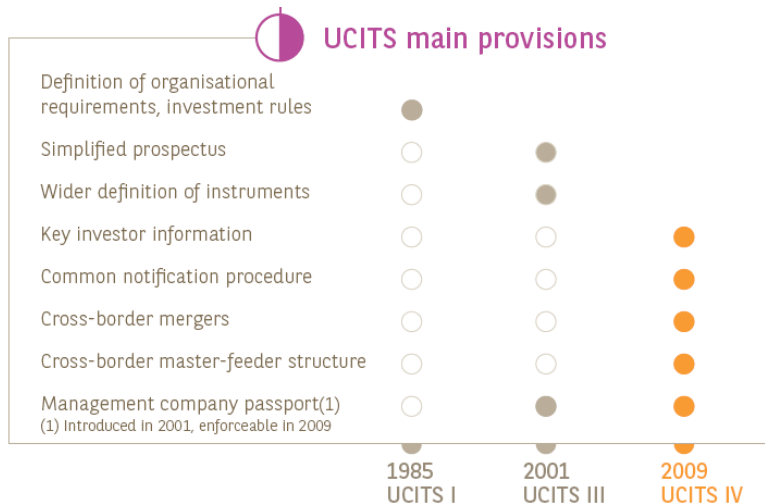 UCITS main provisions
Definition of organisational
requirements, investment rules
Simplified prospectus
Wider definition of instruments
Key investor information
Common notification procedure
Cross-border mergers
Cross-border master-feeder structure
Management company passport(1)
(1) Introduced in 2001, enforceable in 2009
1985 2001 2009
UCITS I UCITS III UCITS IV